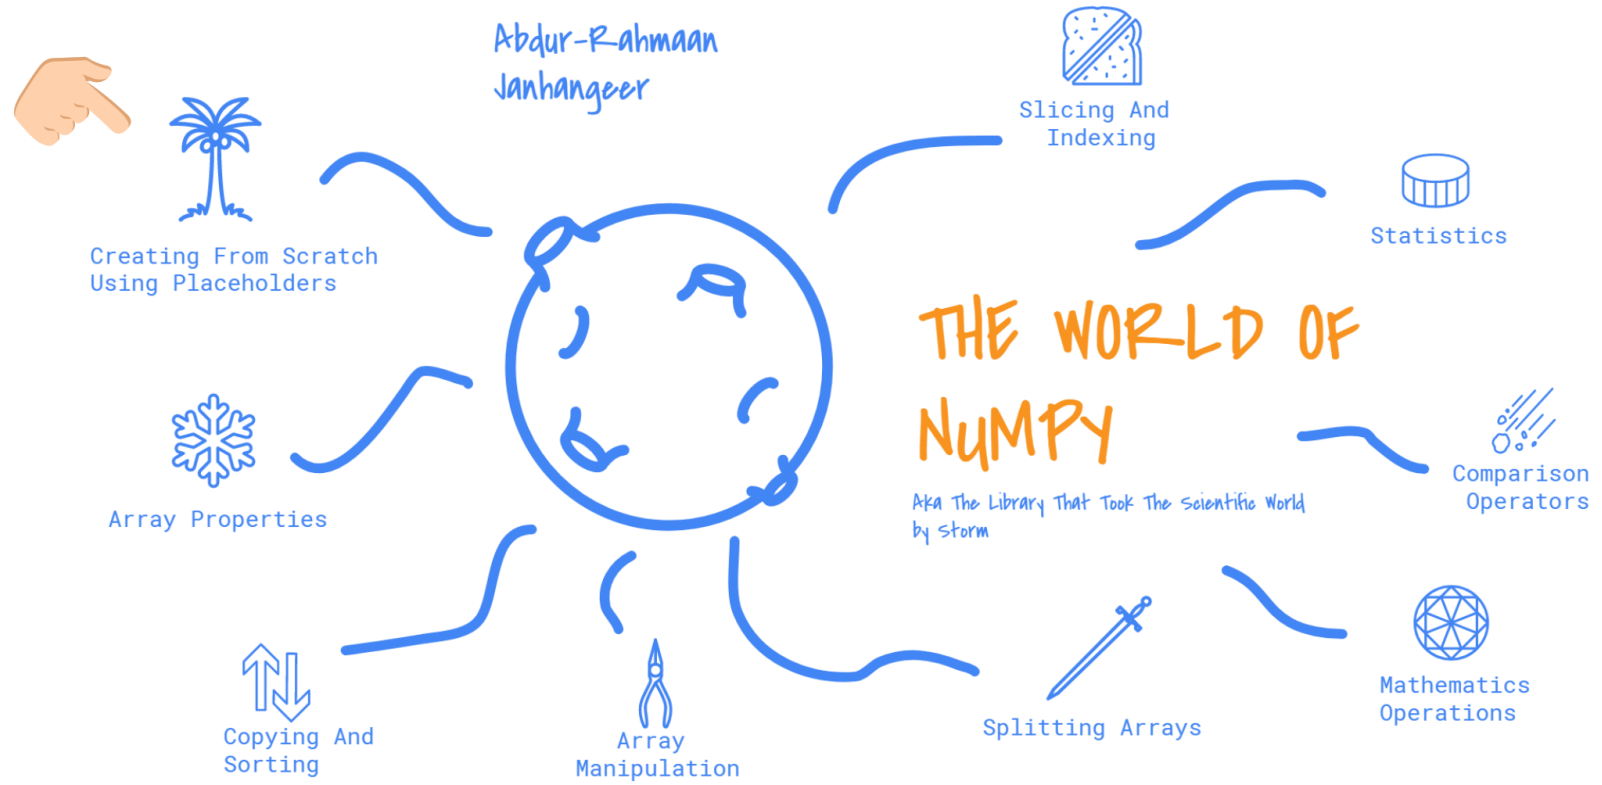 Abdur-Rahmaan
Janhangeer
Slicing And
Indexing
Statistics
Creating From Scratch
Using Placeholders
THE WORLD OF
NUMPY
Aka The Library That Took The Scientific World
by Storm
Array Properties
Comparison
Operators
Copying And
Sorting
Array
Manipulation
Splitting Arrays
Mathematics
Operations